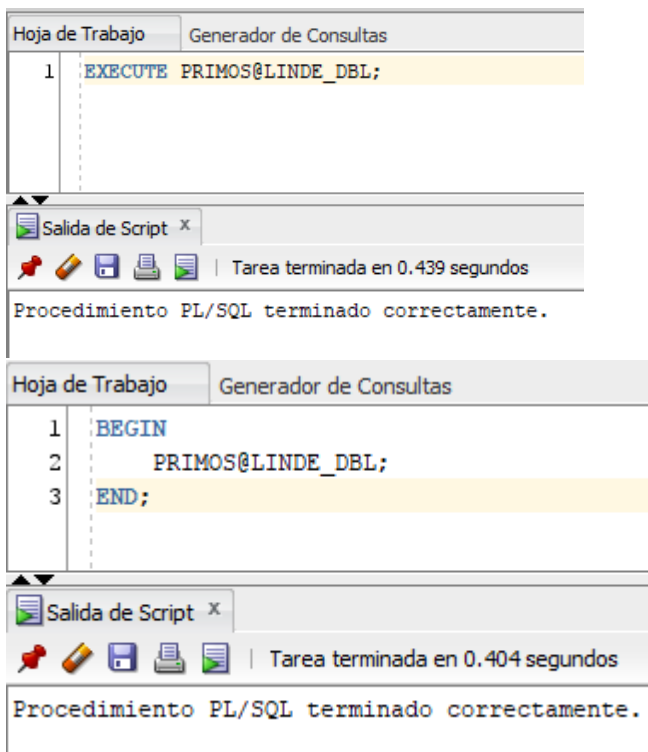 Hoja de Trabajo Generador de Consultas
1 EXECUTE PRIMOS@LINDE_DBL;
Salida de Script x
Tarea terminada en 0.439 segundos
Procedimiento PL/SQL terminado correctamente.
Hoja de Trabajo Generador de Consultas
1 BEGIN
2 PRIMOS@LINDE_DBL;
3 END;
Salida de Script x
Tarea terminada en 0.404 segundos
Procedimiento PL/SQL terminado correctamente.